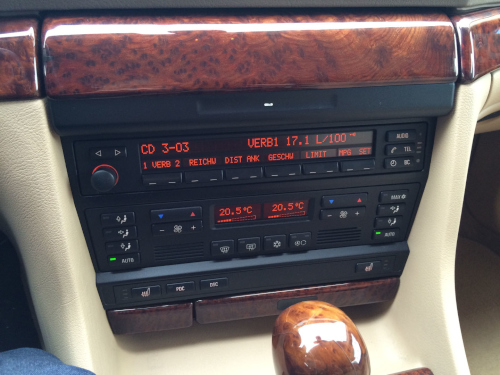 CD 3-03 VERB1 17.1 L/100
1 VERB 2 REICHW DIST ANK GESCHW LIMIT MPG SET
AUDIO
TEL
BC
20.5°C 20.5°C
MAX
- +
- +
AUTO
AUTO
PDC
DSC